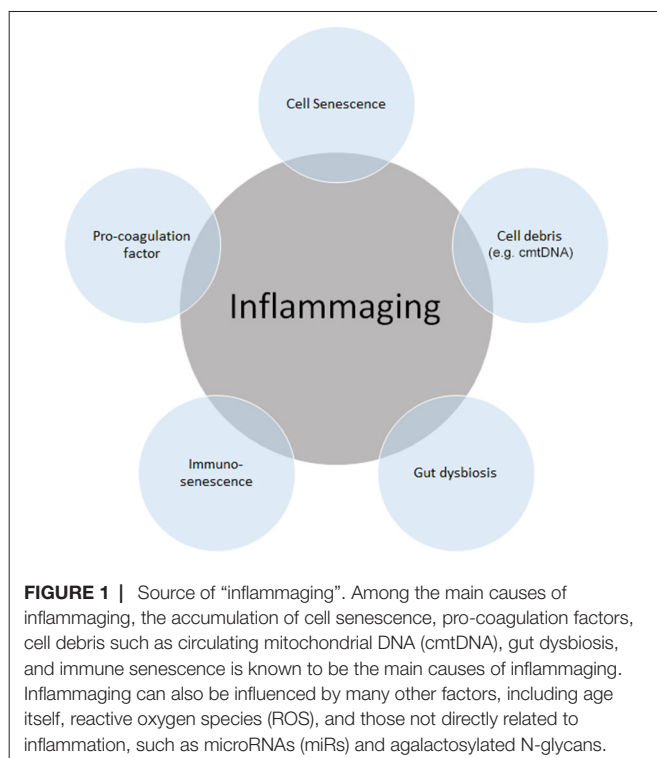 Cell Senescence
Pro-coagulation
factor
Cell debris
(e.g. cmtDNA)
Inflammaging
Immuno-
senescence
Gut dysbiosis
FIGURE 1 | Source of “inflammaging”. Among the main causes of
inflammaging, the accumulation of cell senescence, pro-coagulation factors,
cell debris such as circulating mitochondrial DNA (cmtDNA), gut dysbiosis,
and immune senescence is known to be the main causes of inflammaging.
Inflammaging can also be influenced by many other factors, including age
itself, reactive oxygen species (ROS), and those not directly related to
inflammation, such as microRNAs (miRs) and agalactosylated N-glycans.